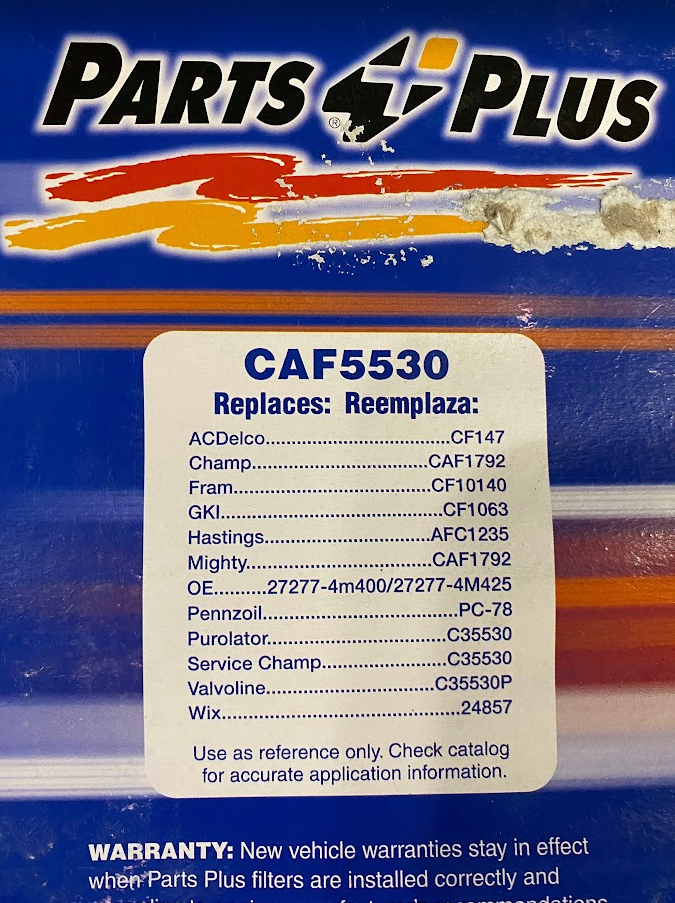 PARTS PLUS
®
CAF5530
Replaces: Reemplaza:
ACDelco..............................CF147
Champ.............................CAF1792
Fram................................CF10140
GKI....................................CF1063
Hastings...........................AFC1235
Mighty..............................CAF1792
OE..........27277-4m400/27277-4M425
Pennzoil................................PC-78
Purolator.............................C35530
Service Champ....................C35530
Valvoline............................C35530P
Wix.......................................24857
Use as reference only. Check catalog
for accurate application information.
WARRANTY: New vehicle warranties stay in effect
when Parts Plus filters are installed correctly and